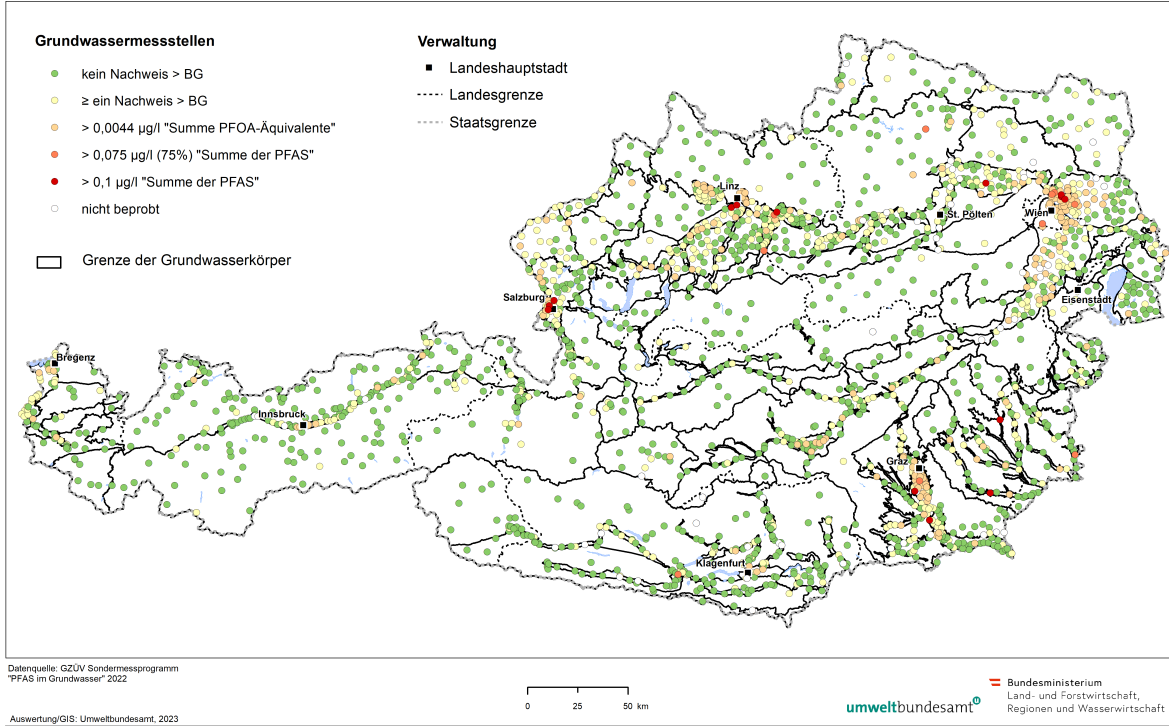 Grundwassermessstellen
kein Nachweis > BG
≥ ein Nachweis > BG
> 0,0044 µg/l "Summe PFOA-Äquivalente"
> 0,075 µg/l (75%) "Summe der PFAS"
> 0,1 µg/l "Summe der PFAS"
nicht beprobt
Grenze der Grundwasserkörper
Verwaltung
Landeshauptstadt
Landesgrenze
Staatsgrenze
Linz
St. Pölten
Wien
Eisenstadt
Salzburg
Bregenz
Innsbruck
Graz
Klagenfurt
Datenquelle: GZÜV Sondermessprogramm
"PFAS im Grundwasser" 2022
Auswertung/GIS: Umweltbundesamt, 2023
0 25 50 km
umweltbundesamt
Bundesministerium
Land- und Forstwirtschaft,
Regionen und Wasserwirtschaft